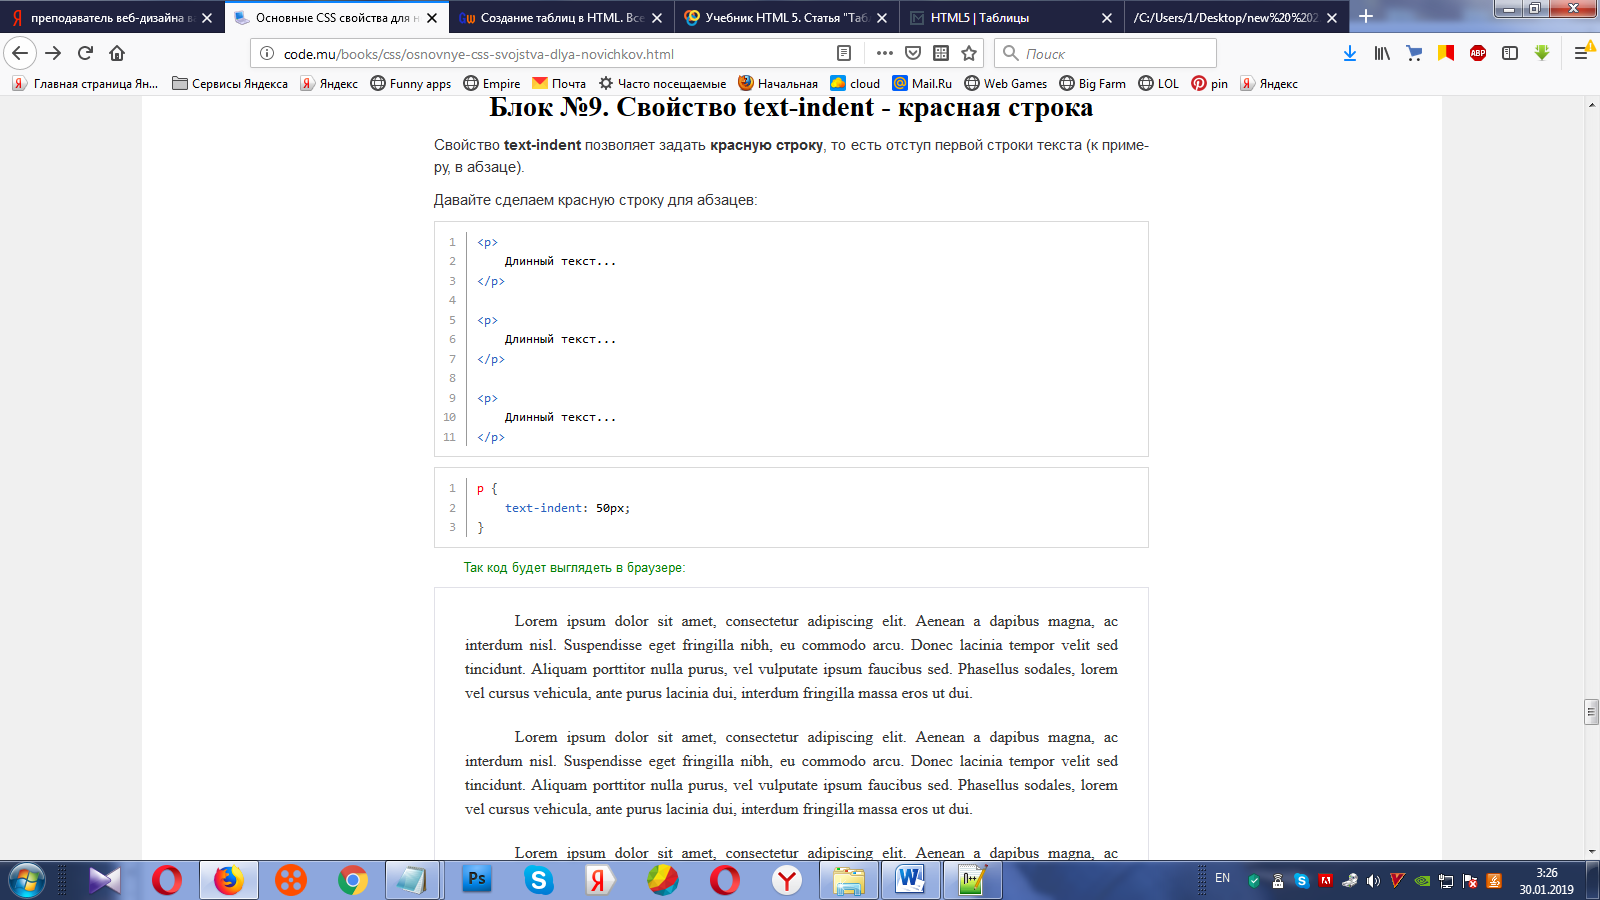 преподаватель веб-дизайна ва
Основные CSS свойства для н
Создание таблиц в HTML. Все
Учебник HTML 5. Статья "Табл
HTML5 | Таблицы
/C:/Users/1/Desktop/new%20%202
code.mu/books/css/osnovnye-css-svojstva-dlya-novichkov.html
Поиск
Главная страница Ян...
Сервисы Яндекса
Яндекс
Funny apps
Empire
Почта
Часто посещаемые
Начальная
cloud
Mail.Ru
Web Games
Big Farm
LOL
pin
Яндекс
Блок №9. Свойство text-indent - красная строка
Свойство text-indent позволяет задать красную строку, то есть отступ первой строки текста (к приме-
ру, в абзаце).
Давайте сделаем красную строку для абзацев:
1 <p>
2 Длинный текст...
3 </p>
4
5 <p>
6 Длинный текст...
7 </p>
8
9 <p>
10 Длинный текст...
11 </p>
1 p {
2 text-indent: 50px;
3 }
Так код будет выглядеть в браузере:
Lorem ipsum dolor sit amet, consectetur adipiscing elit. Aenean a dapibus magna, ac
interdum nisl. Suspendisse eget fringilla nibh, eu commodo arcu. Donec lacinia tempor velit sed
tincidunt. Aliquam porttitor nulla purus, vel vulputate ipsum faucibus sed. Phasellus sodales, lorem
vel cursus vehicula, ante purus lacinia dui, interdum fringilla massa eros ut dui.
Lorem ipsum dolor sit amet, consectetur adipiscing elit. Aenean a dapibus magna, ac
interdum nisl. Suspendisse eget fringilla nibh, eu commodo arcu. Donec lacinia tempor velit sed
tincidunt. Aliquam porttitor nulla purus, vel vulputate ipsum faucibus sed. Phasellus sodales, lorem
vel cursus vehicula, ante purus lacinia dui, interdum fringilla massa eros ut dui.
Lorem ipsum dolor sit amet, consectetur adipiscing elit. Aenean a dapibus magna, ac
EN
3:26
30.01.2019